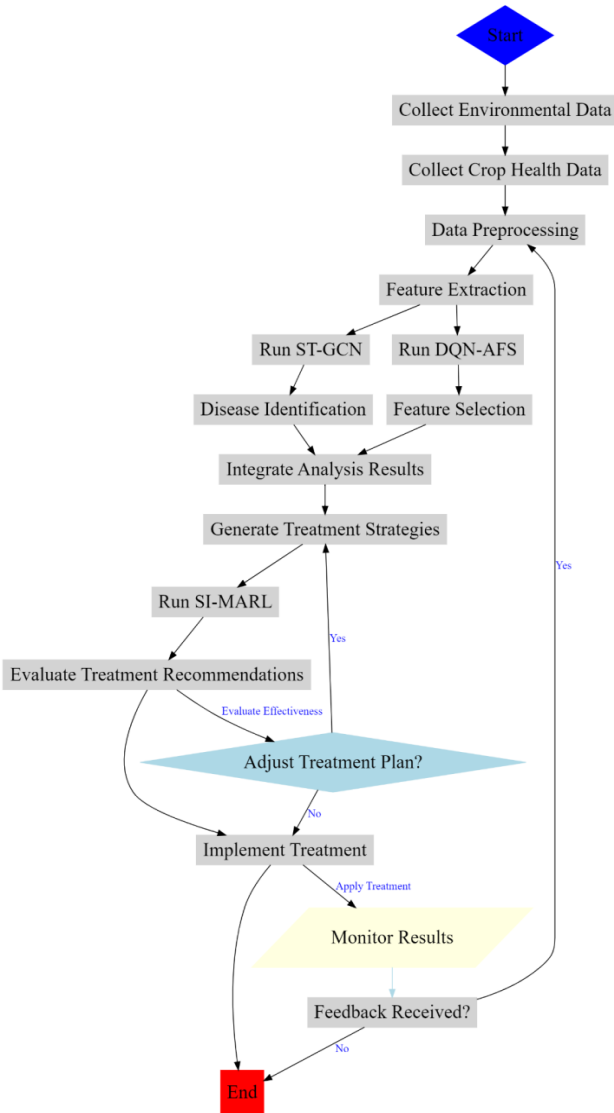 Start
Collect Environmental Data
Collect Crop Health Data
Data Preprocessing
Feature Extraction
Run ST-GCN
Run DQN-AFS
Disease Identification
Feature Selection
Integrate Analysis Results
Generate Treatment Strategies
Yes
Run SI-MARL
Yes
Evaluate Treatment Recommendations
Evaluate Effectiveness
Adjust Treatment Plan?
No
Implement Treatment
Apply Treatment
Monitor Results
Feedback Received?
No
End